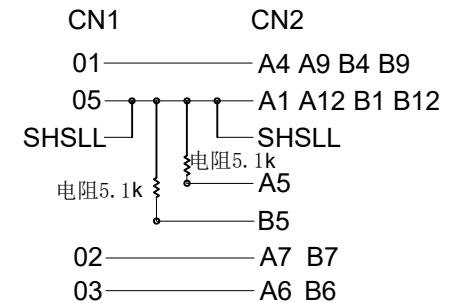 CN1 CN2
01 A4 A9 B4 B9
05 A1 A12 B1 B12
SHSLL SHSLL
电阻5.1k
A5
电阻5.1k
B5
02 A7 B7
03 A6 B6